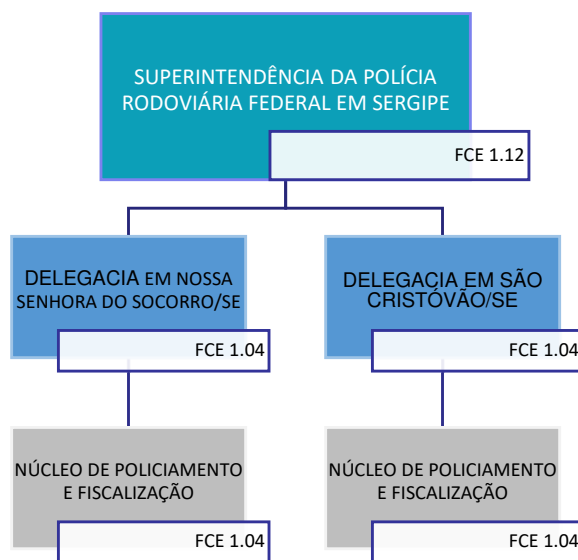 SUPERINTENDÊNCIA DA POLÍCIA
RODOVIÁRIA FEDERAL EM SERGIPE
FCE 1.12
DELEGACIA EM NOSSA
SENHORA DO SOCORRO/SE
FCE 1.04
DELEGACIA EM SÃO
CRISTÓVÃO/SE
FCE 1.04
NÚCLEO DE POLICIAMENTO
E FISCALIZAÇÃO
FCE 1.04
NÚCLEO DE POLICIAMENTO
E FISCALIZAÇÃO
FCE 1.04